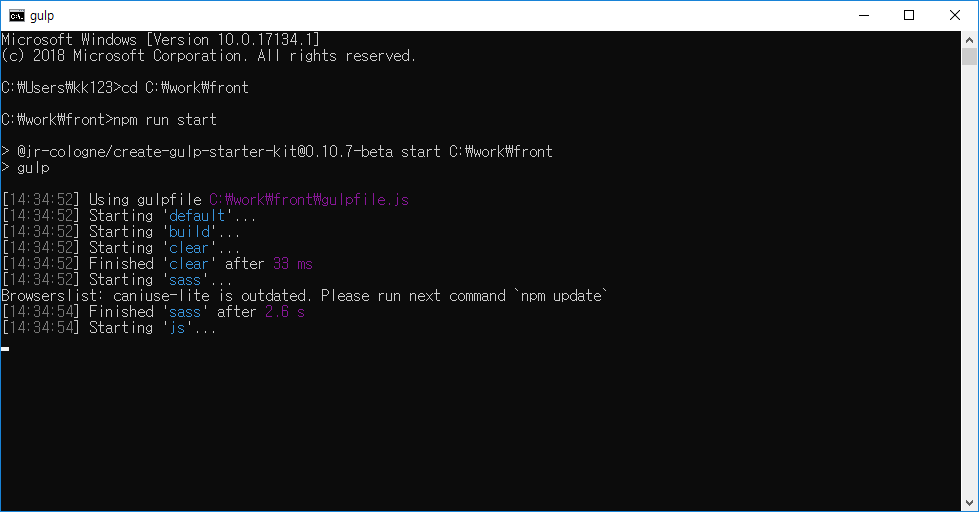 gulp
Microsoft Windows [Version 10.0.17134.1]
(c) 2018 Microsoft Corporation. All rights reserved.
C:₩Users₩kk123>cd C:₩work₩front
C:₩work₩front>npm run start
> @jr-cologne/create-gulp-starter-kit@0.10.7-beta start C:₩work₩front
> gulp
[14:34:52] Using gulpfile C:₩work₩front₩gulpfile.js
[14:34:52] Starting 'default'...
[14:34:52] Starting 'build'...
[14:34:52] Starting 'clear'...
[14:34:52] Finished 'clear' after 33 ms
[14:34:52] Starting 'sass'...
Browserslist: caniuse-lite is outdated. Please run next command `npm update`
[14:34:54] Finished 'sass' after 2.6 s
[14:34:54] Starting 'js'...